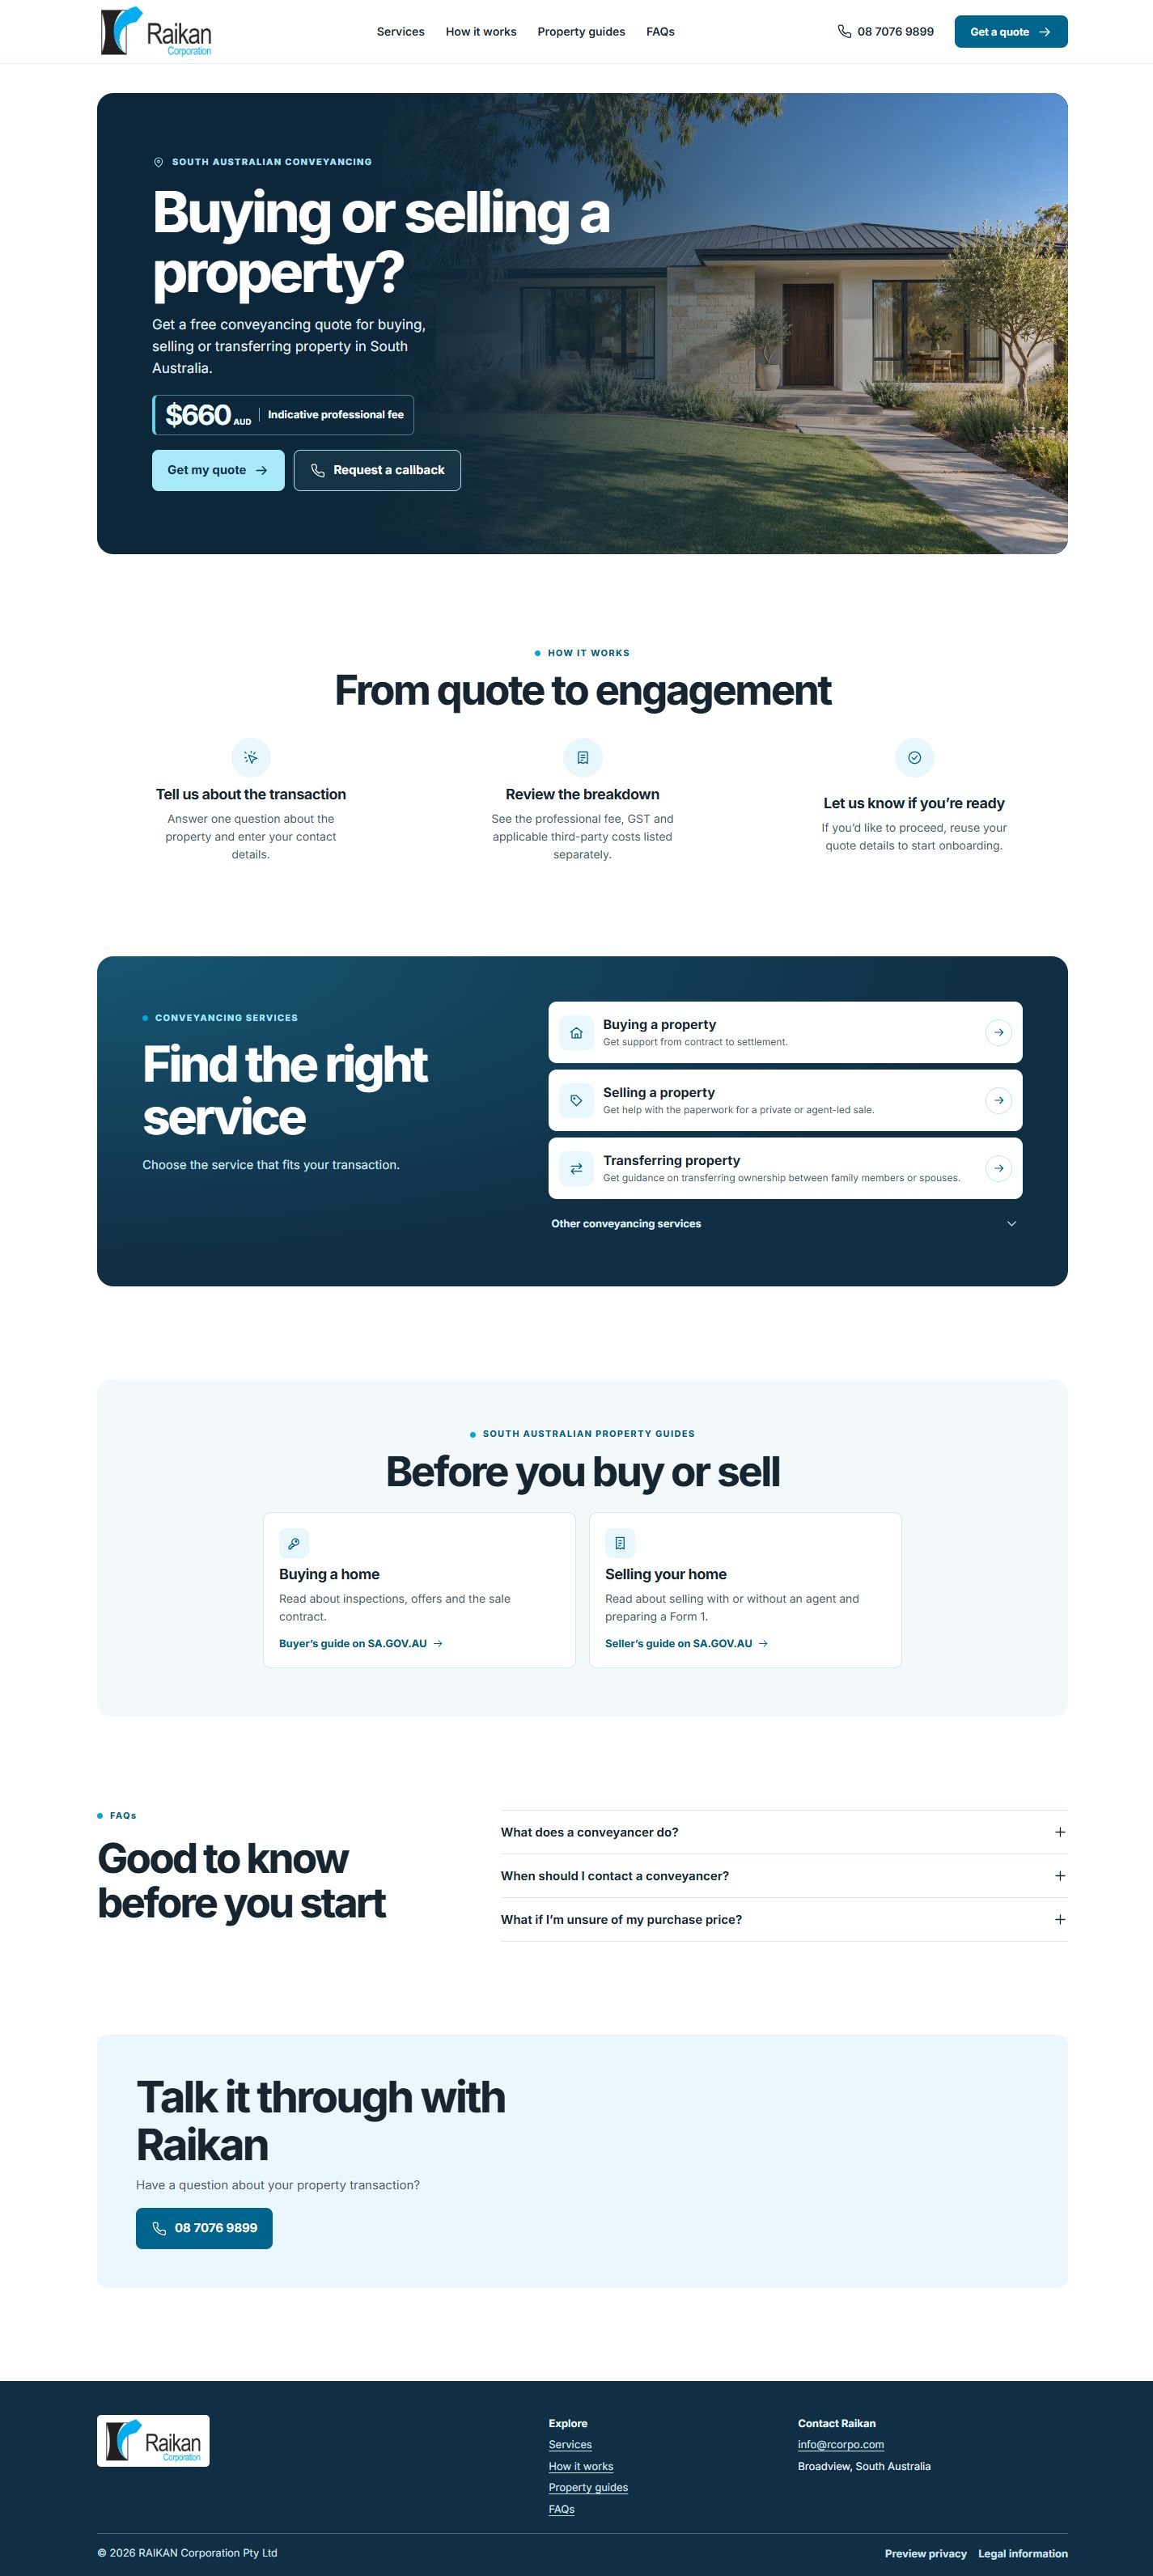 Raikan
Corporation
Services
How it works
Property guides
FAQs
08 7076 9899
Get a quote
SOUTH AUSTRALIAN CONVEYANCING
Buying or selling a
property?
Get a free conveyancing quote for buying,
selling or transferring property in South
Australia.
$660 AUD
Indicative professional fee
Get my quote
Request a callback
HOW IT WORKS
From quote to engagement
Tell us about the transaction
Answer one question about the
property and enter your contact
details.
Review the breakdown
See the professional fee, GST and
applicable third-party costs listed
separately.
Let us know if you’re ready
If you’d like to proceed, reuse your
quote details to start onboarding.
CONVEYANCING SERVICES
Find the right
service
Choose the service that fits your transaction.
Buying a property
Get support from contract to settlement.
Selling a property
Get help with the paperwork for a private or agent-led sale.
Transferring property
Get guidance on transferring ownership between family members or spouses.
Other conveyancing services
SOUTH AUSTRALIAN PROPERTY GUIDES
Before you buy or sell
Buying a home
Read about inspections, offers and the sale
contract.
Buyer’s guide on SA.GOV.AU
Selling your home
Read about selling with or without an agent and
preparing a Form 1.
Seller’s guide on SA.GOV.AU
FAQs
Good to know
before you start
What does a conveyancer do?
When should I contact a conveyancer?
What if I’m unsure of my purchase price?
Talk it through with
Raikan
Have a question about your property transaction?
08 7076 9899
Raikan
Corporation
Explore
Services
How it works
Property guides
FAQs
Contact Raikan
info@rcorpo.com
Broadview, South Australia
© 2026 RAIKAN Corporation Pty Ltd
Preview privacy
Legal information